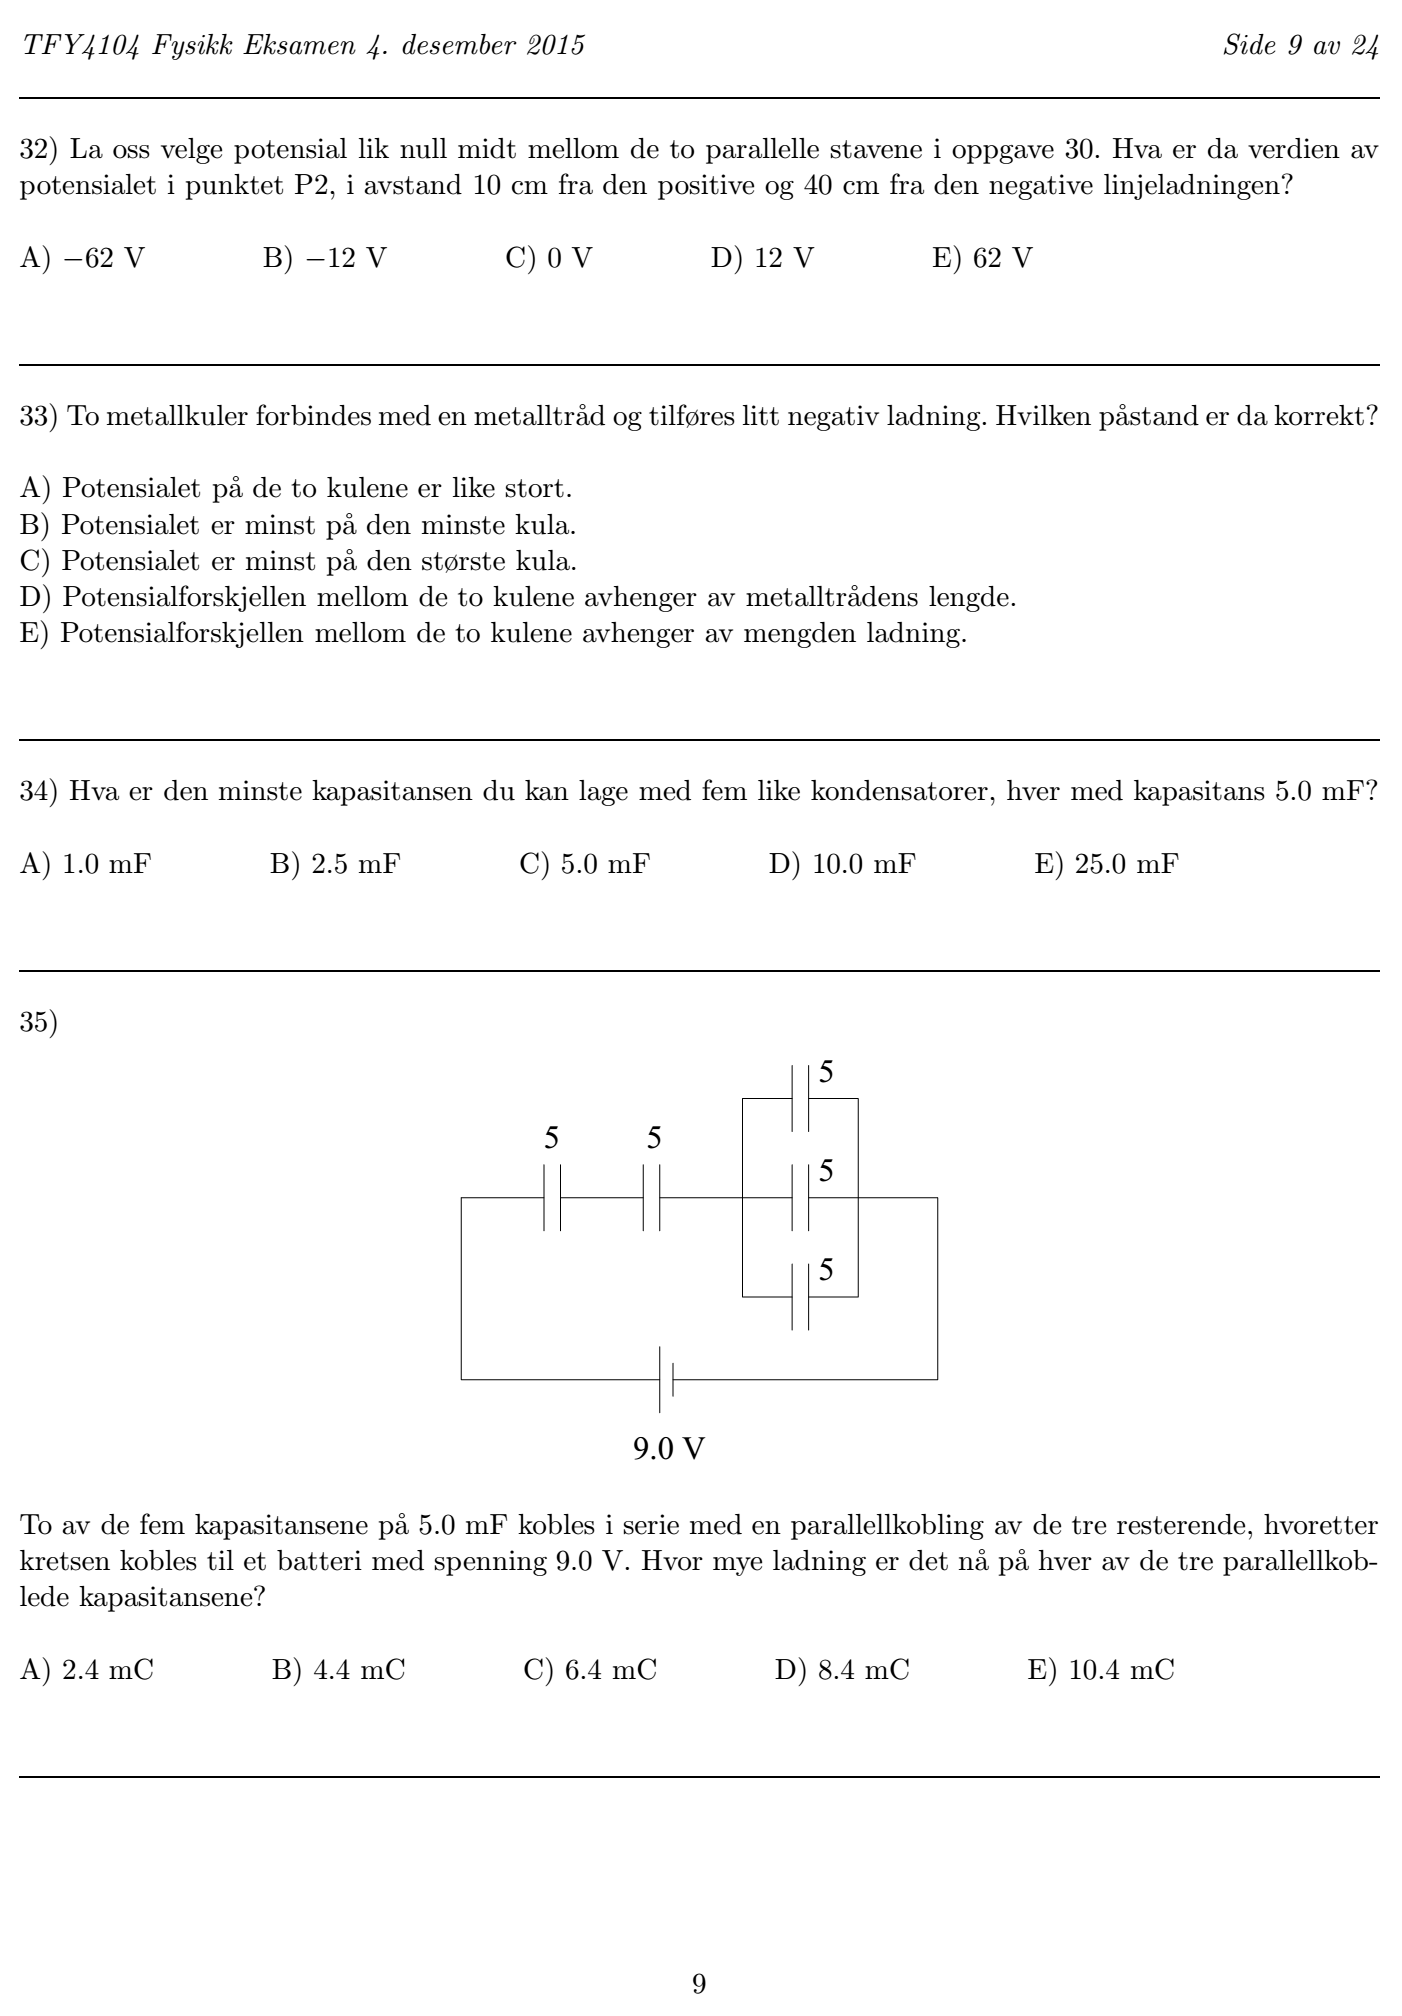 TFY4104 Fysikk Eksamen 4. desember 2015 Side 9 av 24
32) La oss velge potensial lik null midt mellom de to parallelle stavene i oppgave 30. Hva er da verdien av
potensialet i punktet P2, i avstand 10 cm fra den positive og 40 cm fra den negative linjeladningen?
A) −62 V B) −12 V C) 0 V D) 12 V E) 62 V
33) To metallkuler forbindes med en metalltråd og tilføres litt negativ ladning. Hvilken påstand er da korrekt?
A) Potensialet på de to kulene er like stort.
B) Potensialet er minst på den minste kula.
C) Potensialet er minst på den største kula.
D) Potensialforskjellen mellom de to kulene avhenger av metalltrådens lengde.
E) Potensialforskjellen mellom de to kulene avhenger av mengden ladning.
34) Hva er den minste kapasitansen du kan lage med fem like kondensatorer, hver med kapasitans 5.0 mF?
A) 1.0 mF B) 2.5 mF C) 5.0 mF D) 10.0 mF E) 25.0 mF
35)
5
5 5
5
5
9.0 V
To av de fem kapasitansene på 5.0 mF kobles i serie med en parallellkobling av de tre resterende, hvoretter
kretsen kobles til et batteri med spenning 9.0 V. Hvor mye ladning er det nå på hver av de tre parallellkob-
lede kapasitansene?
A) 2.4 mC B) 4.4 mC C) 6.4 mC D) 8.4 mC E) 10.4 mC
9